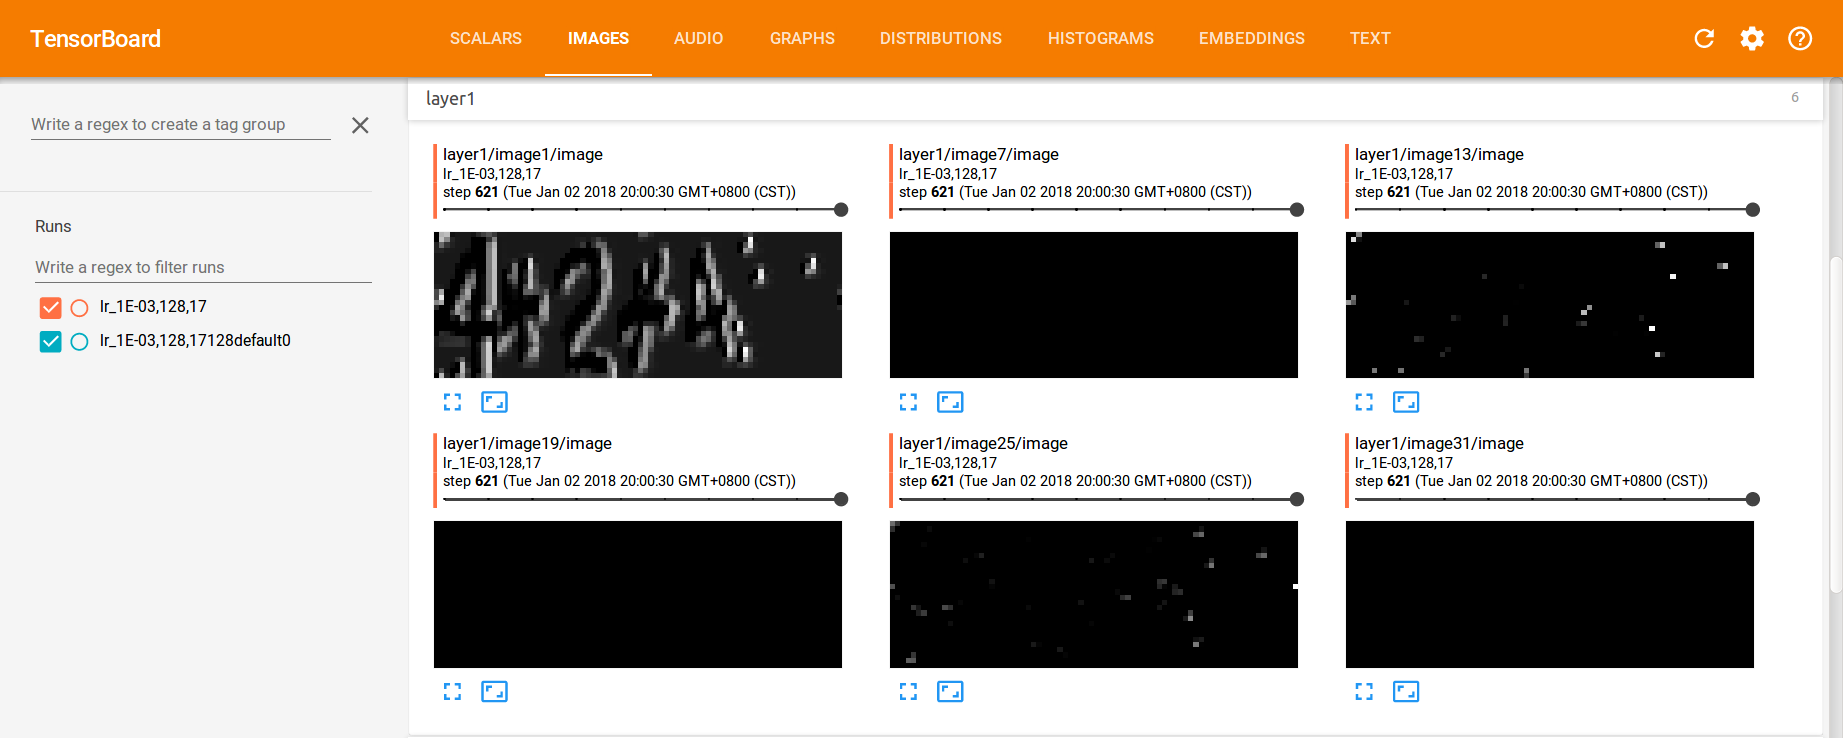 TensorBoard
SCALARS IMAGES AUDIO GRAPHS DISTRIBUTIONS HISTOGRAMS EMBEDDINGS TEXT
Write a regex to create a tag group
Runs
Write a regex to filter runs
lr_1E-03,128,17
lr_1E-03,128,17128default0
layer1 6
layer1/image1/image
lr_1E-03,128,17
step 621 (Tue Jan 02 2018 20:00:30 GMT+0800 (CST))
layer1/image7/image
lr_1E-03,128,17
step 621 (Tue Jan 02 2018 20:00:30 GMT+0800 (CST))
layer1/image13/image
lr_1E-03,128,17
step 621 (Tue Jan 02 2018 20:00:30 GMT+0800 (CST))
layer1/image19/image
lr_1E-03,128,17
step 621 (Tue Jan 02 2018 20:00:30 GMT+0800 (CST))
layer1/image25/image
lr_1E-03,128,17
step 621 (Tue Jan 02 2018 20:00:30 GMT+0800 (CST))
layer1/image31/image
lr_1E-03,128,17
step 621 (Tue Jan 02 2018 20:00:30 GMT+0800 (CST))